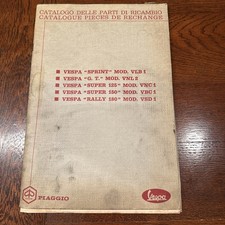 CATALOGO DELLE PARTI DI RICAMBIO
CATALOGUE PIÈCES DE RECHANGE
VESPA "SPRINT" MOD. VLB 1
VESPA "G. T." MOD. VNL 2
VESPA "SUPER 125" MOD. VNC 1
VESPA "SUPER 150" MOD. VBC 1
VESPA "RALLY 180" MOD. VSD 1
PIAGGIO
Vespa